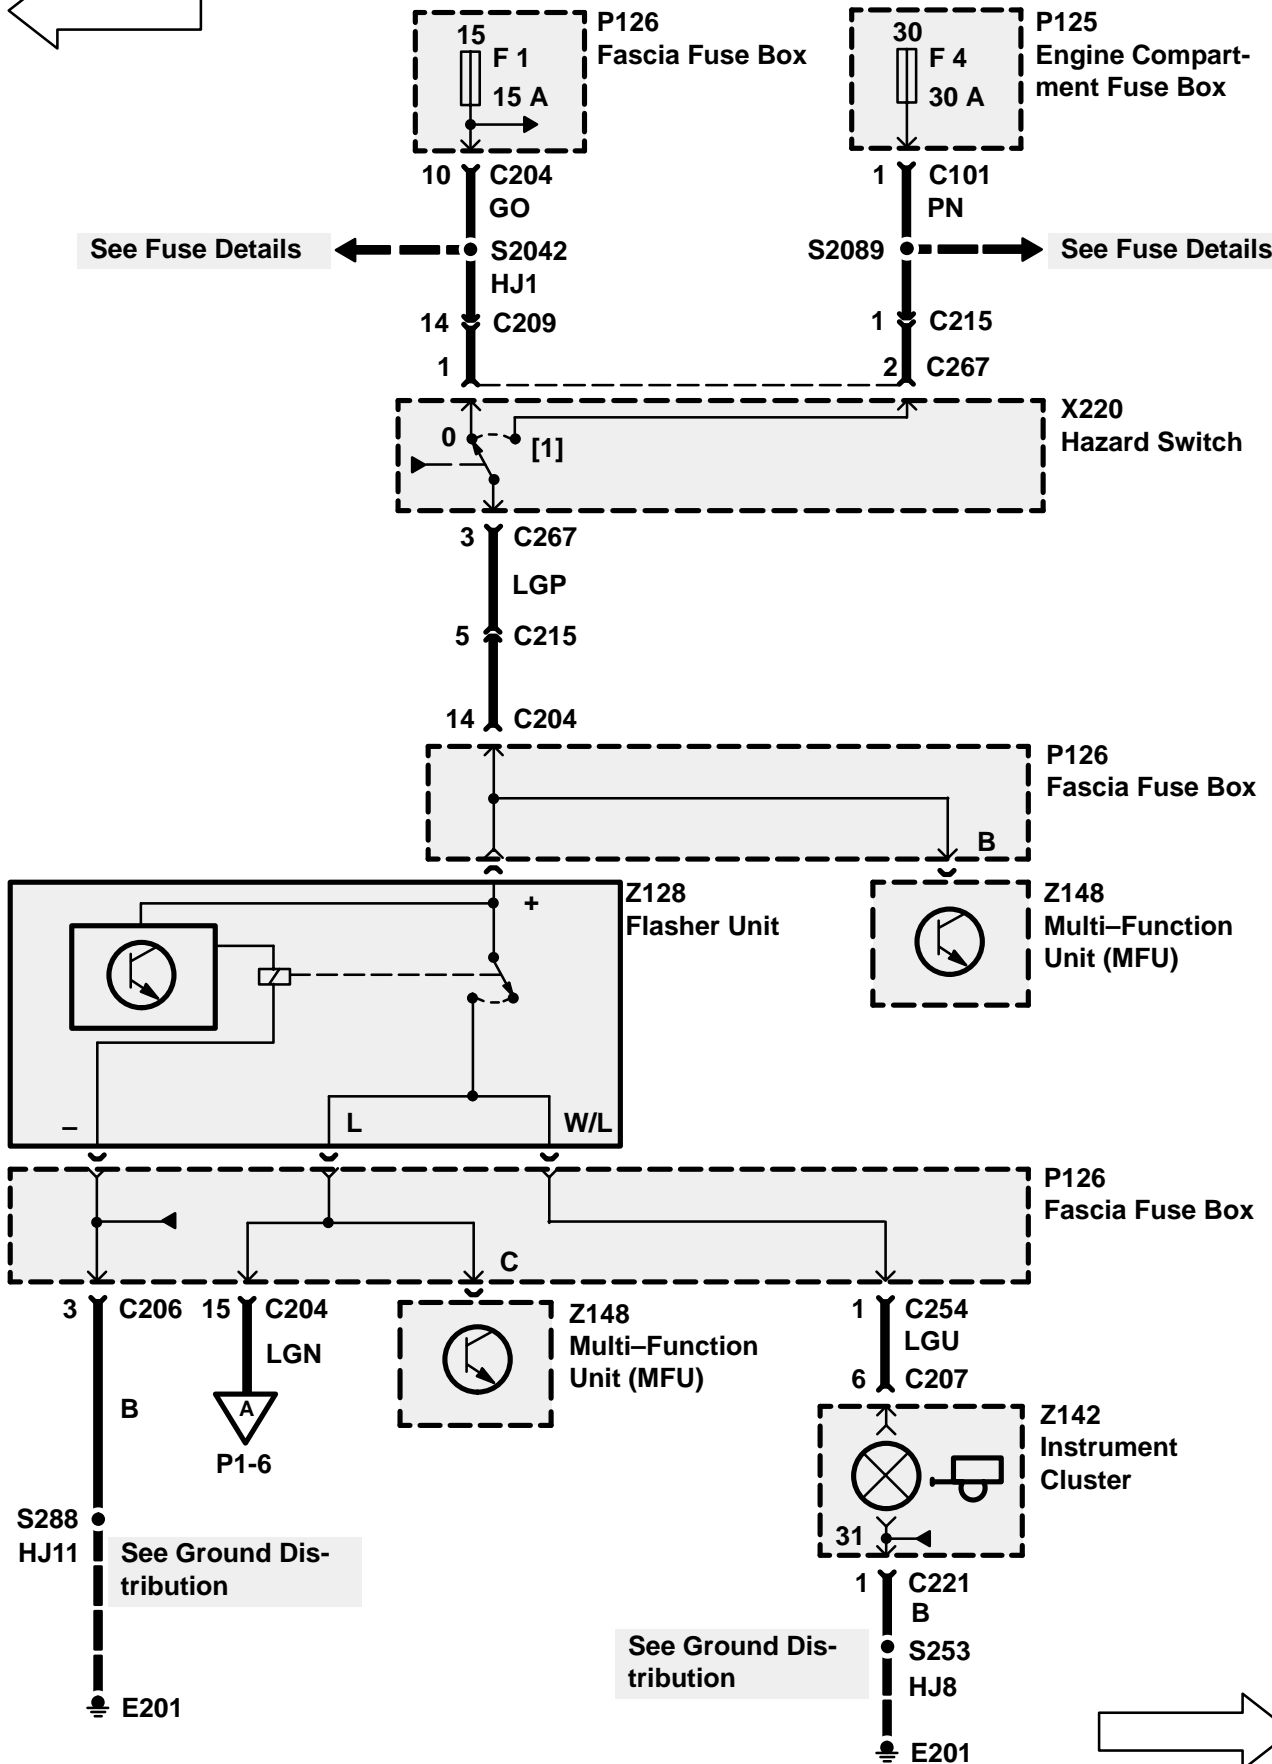 P126
Fascia Fuse Box
15
F 1
15 A
P125
Engine Compart-
ment Fuse Box
30
F 4
30 A
10 C204
GO
1 C101
PN
See Fuse Details
S2042
HJ1
S2089
See Fuse Details
14 C209
1 C215
1
2 C267
X220
Hazard Switch
0
[1]
3 C267
LGP
5 C215
14 C204
P126
Fascia Fuse Box
B
Z128
Flasher Unit
+
Z148
Multi–Function
Unit (MFU)
–
L
W/L
P126
Fascia Fuse Box
C
3 C206
15 C204
LGN
B
A
P1-6
Z148
Multi–Function
Unit (MFU)
1 C254
LGU
6 C207
Z142
Instrument
Cluster
31
S288
HJ11
See Ground Dis-
tribution
1 C221
B
See Ground Dis-
tribution
S253
HJ8
E201
E201